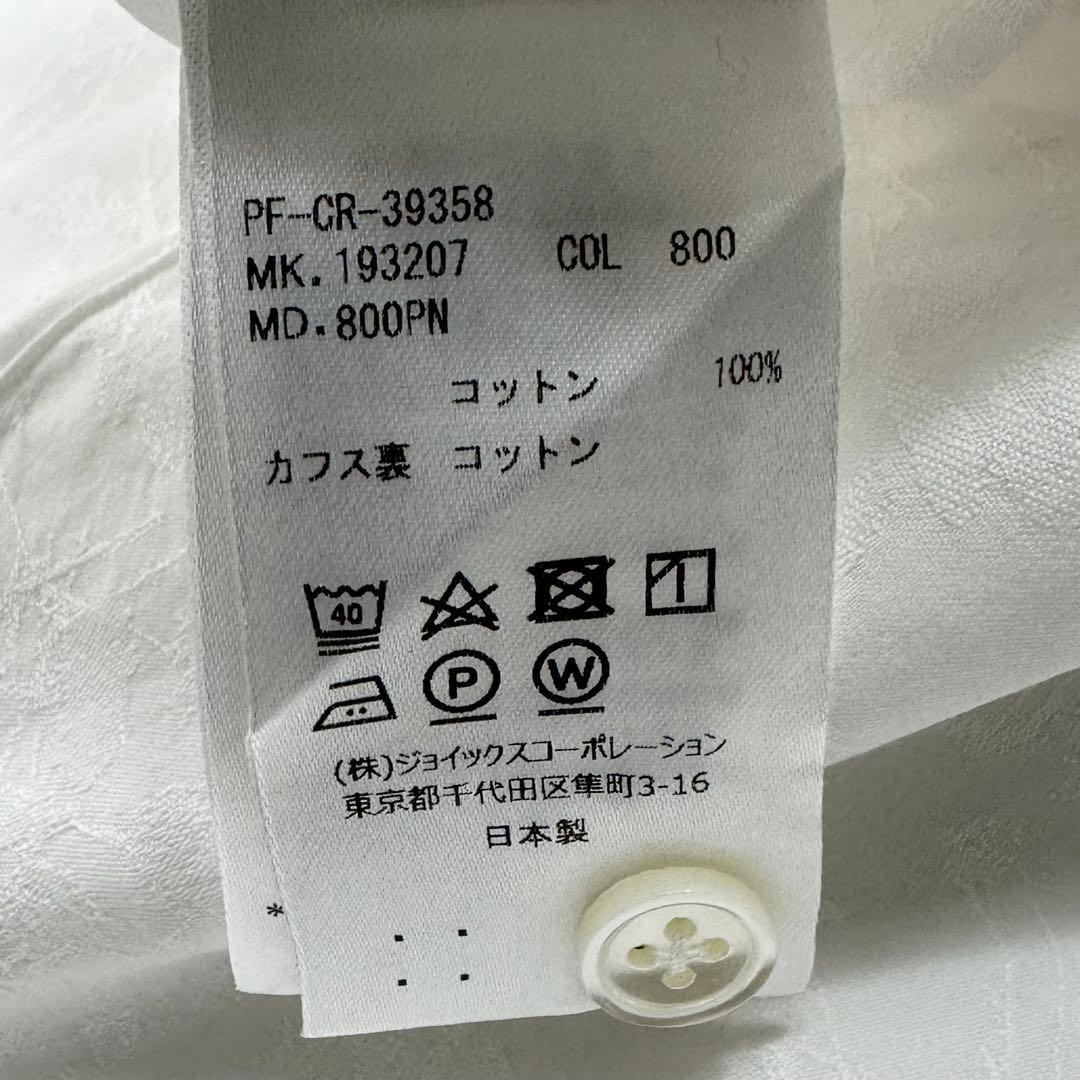 PF-CR-39358
MK.193207 COL 800
MD.800PN
コットン 100%
カフス裏 コットン
40
P W
(株)ジョイックスコーポレーション
東京都千代田区隼町3-16
日本製
*